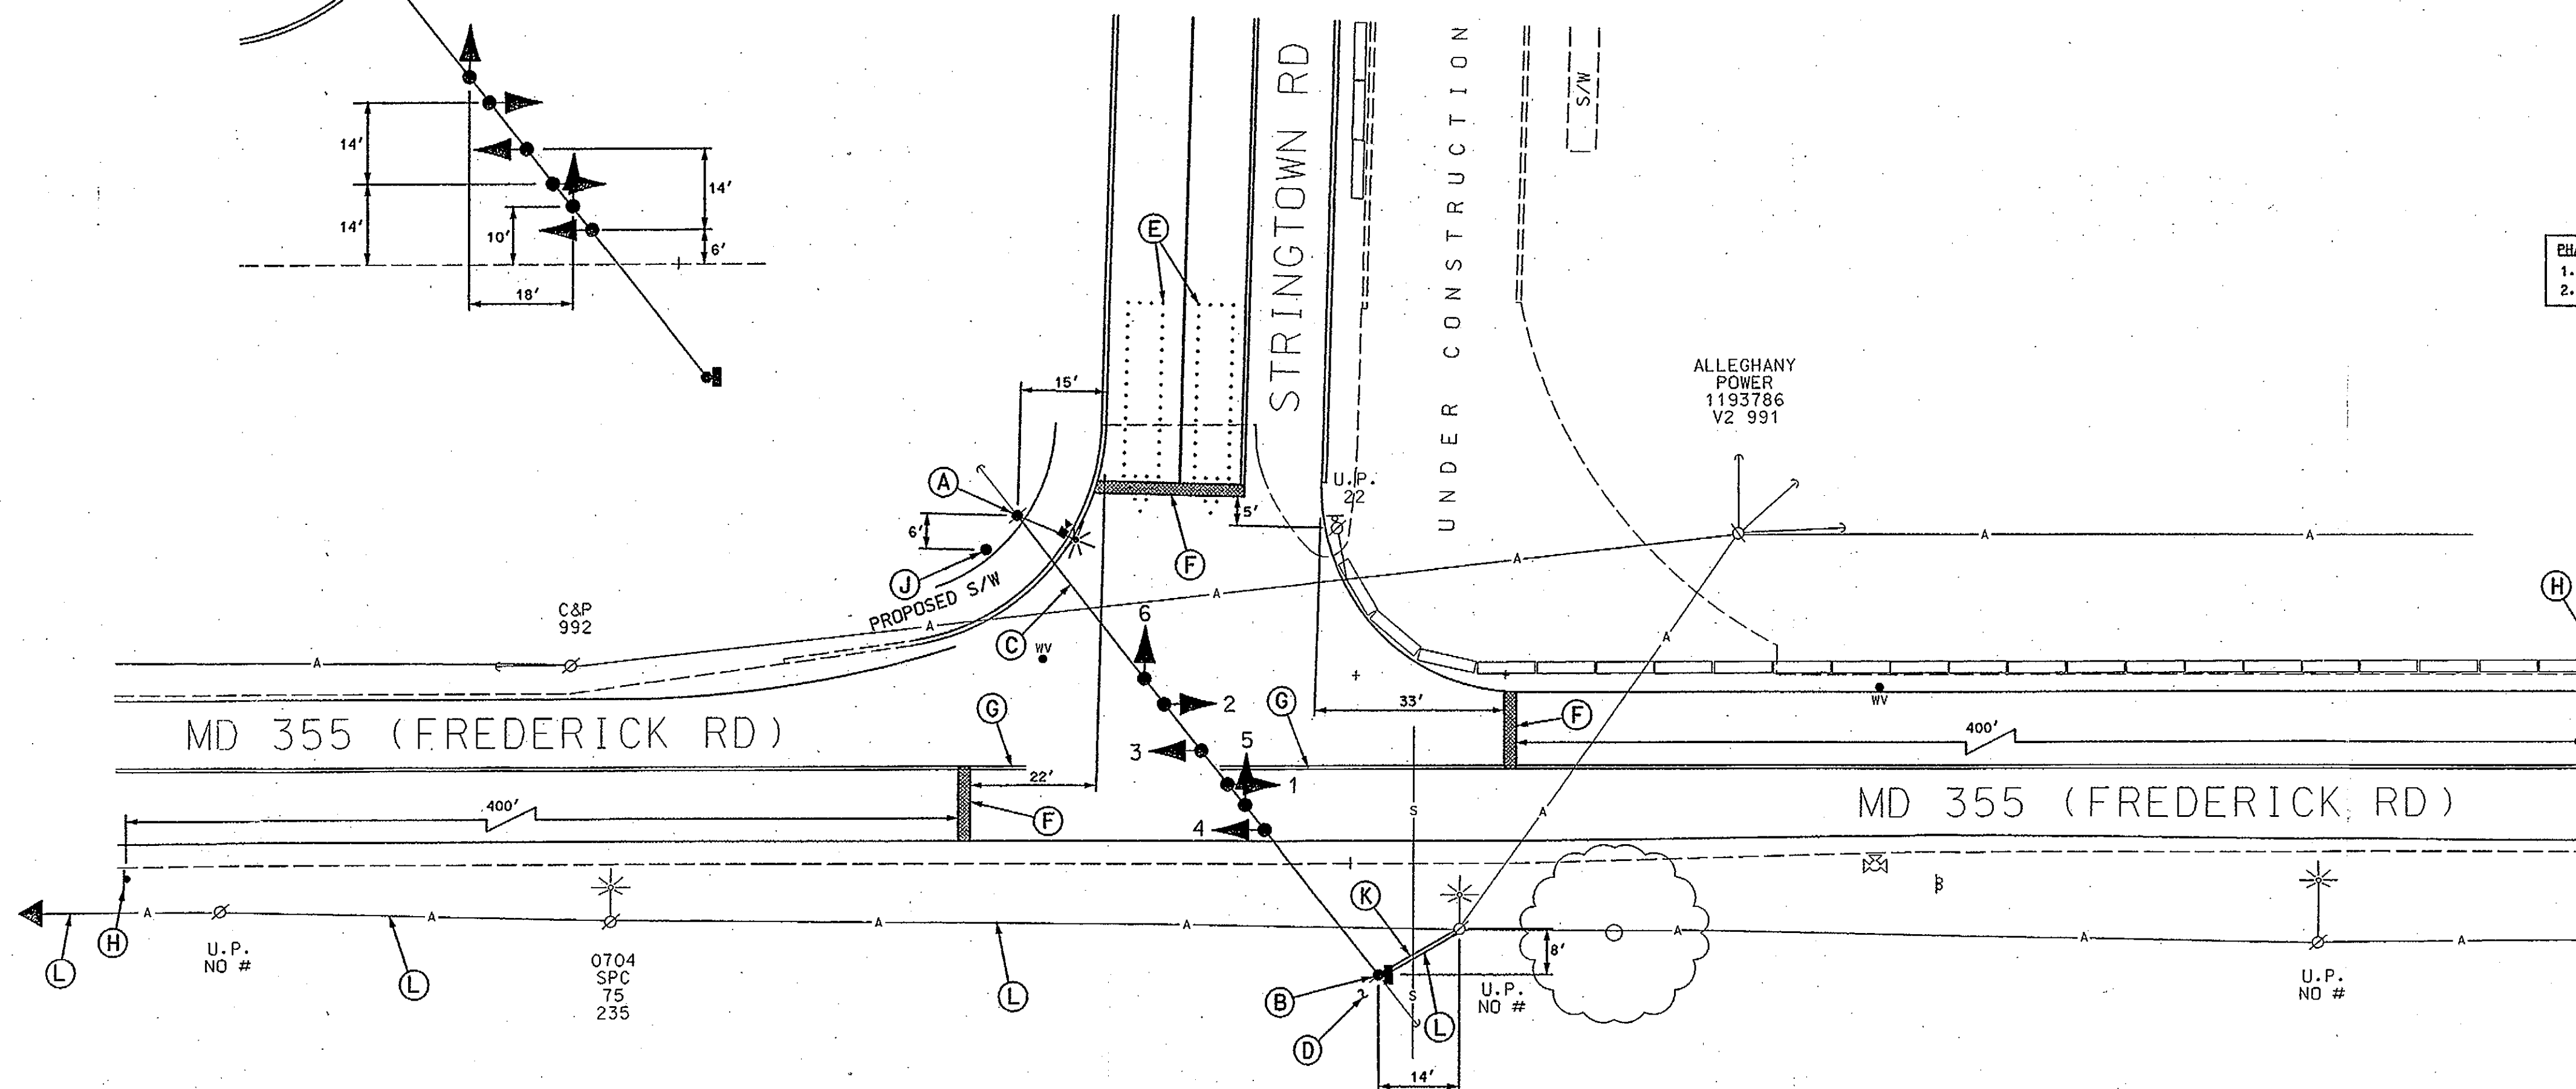 14'
14'
10'
14'
6'
18'
STRINGTOWN RD
UNDER CONSTRUCTION
S/W
E
1.
2.
ALLEGHANY
POWER
1193786
V2 991
15'
A
6'
J
PROPOSED S/W
C
WV
F
5'
U.P.
22
C&P
992
A
A
A
A
A
A
A
A
H
6
2
3
5
1
4
G
G
33'
F
WV
400'
MD 355 (FREDERICK RD)
22'
400'
F
MD 355 (FREDERICK RD)
S
S
K
B
D
L
8'
14'
U.P.
NO #
H
L
A
U.P.
NO #
L
A
0704
SPC
75
235
A
L
A
A
A
A
U.P.
NO #